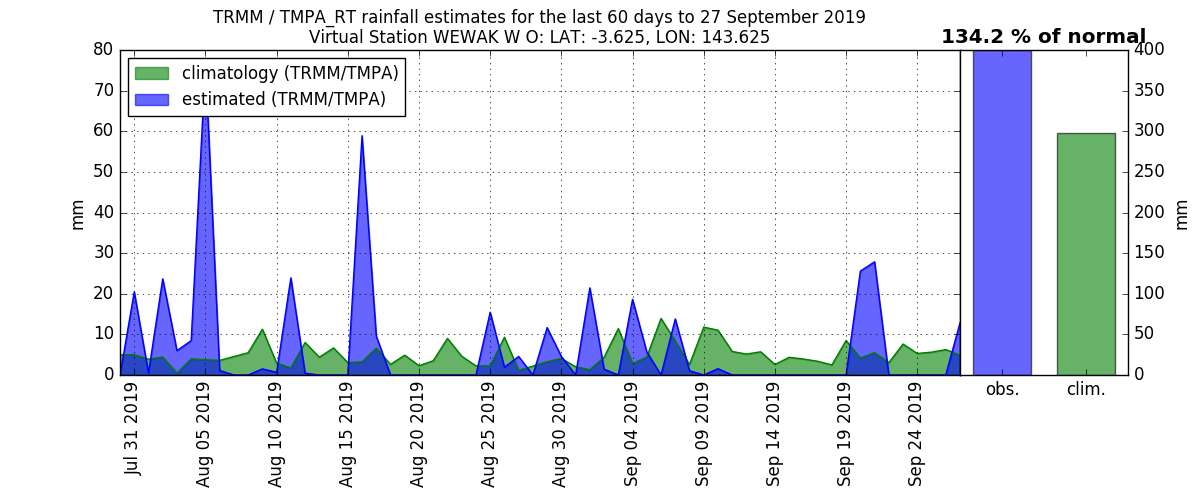 TRMM / TMPA_RT rainfall estimates for the last 60 days to 27 September 2019
Virtual Station WEWAK W O: LAT: -3.625, LON: 143.625
134.2 % of normal
climatology (TRMM/TMPA)
estimated (TRMM/TMPA)
mm
80
70
60
50
40
30
20
10
0
Jul 31 2019
Aug 05 2019
Aug 10 2019
Aug 15 2019
Aug 20 2019
Aug 25 2019
Aug 30 2019
Sep 04 2019
Sep 09 2019
Sep 14 2019
Sep 19 2019
Sep 24 2019
obs.
clim.
400
350
300
250
200
150
100
50
0
mm